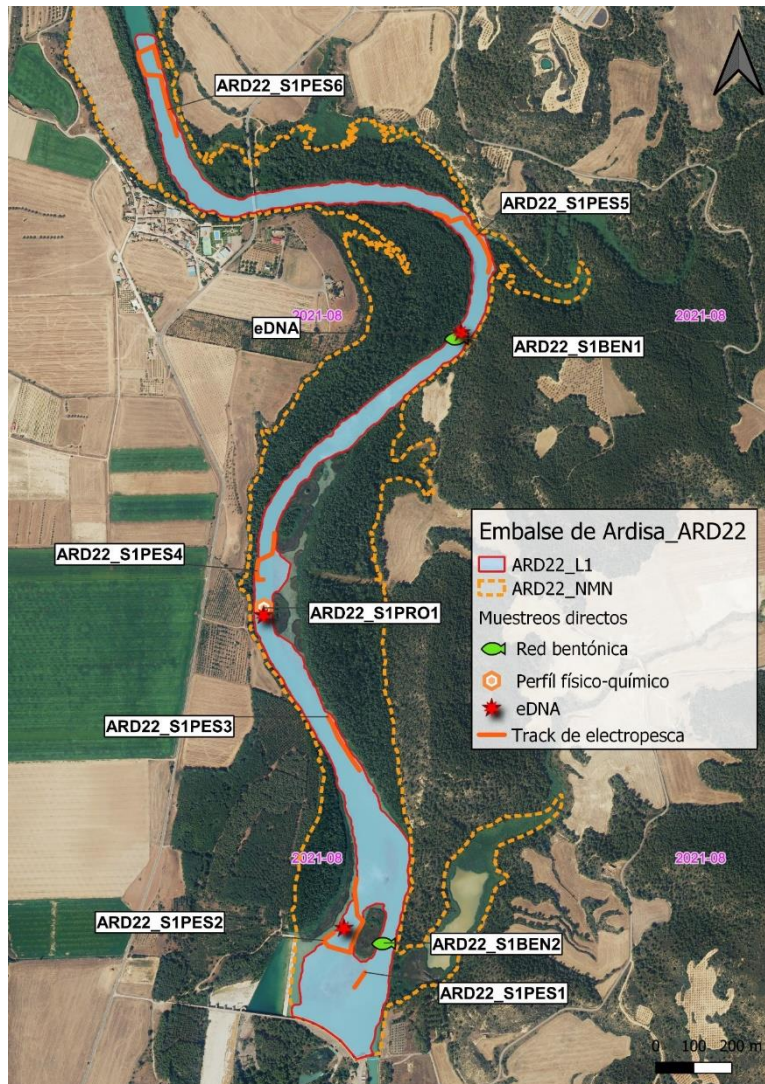 ARD22_S1PES6
ARD22_S1PES5
eDNA
2021-08
2021-08
ARD22_S1BEN1
Embalse de Ardisa_ARD22
ARD22_L1
ARD22_NMN
Muestreos directos
Red bentónica
Perfíl físico-químico
eDNA
Track de electropesca
ARD22_S1PES4
ARD22_S1PRO1
ARD22_S1PES3
2021-08
2021-08
ARD22_S1PES2
ARD22_S1BEN2
ARD22_S1PES1
0 100 200 m